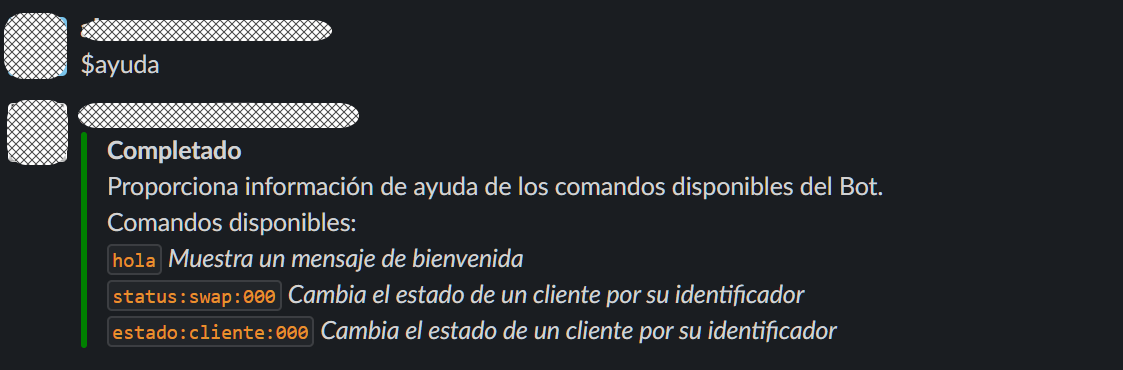 $ayuda
Completado
Proporciona información de ayuda de los comandos disponibles del Bot.
Comandos disponibles:
hola Muestra un mensaje de bienvenida
status:swap:000 Cambia el estado de un cliente por su identificador
estado:cliente:000 Cambia el estado de un cliente por su identificador